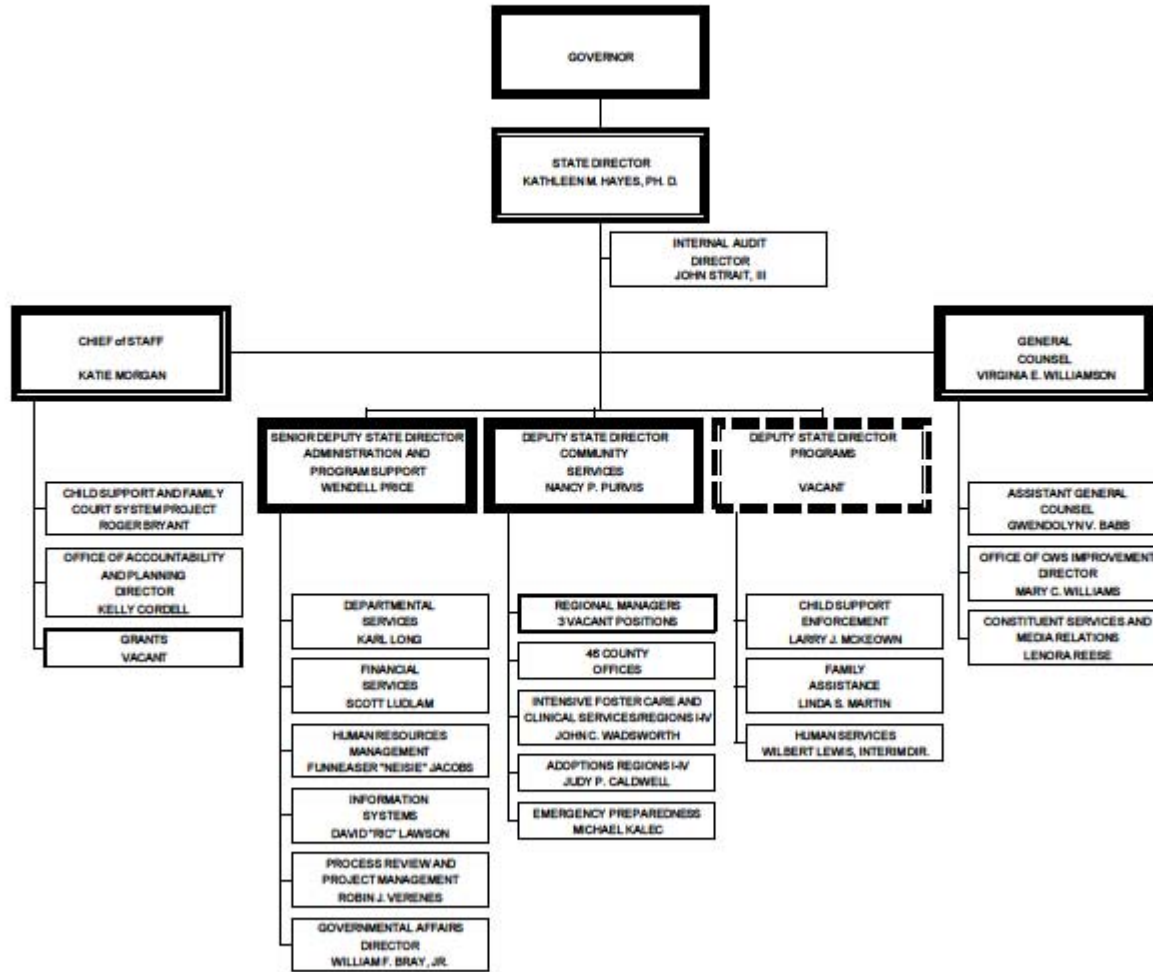 GOVERNOR
STATE DIRECTOR
KATHLEEN M. HAYES, PH. D.
INTERNAL AUDIT
DIRECTOR
JOHN STRAIT, III
CHIEF of STAFF
KATIE MORGAN
GENERAL
COUNSEL
VIRGINIA E. WILLIAMSON
SENIOR DEPUTY STATE DIRECTOR
ADMINISTRATION AND
PROGRAM SUPPORT
WENDELL PRICE
DEPUTY STATE DIRECTOR
COMMUNITY
SERVICES
NANCY P. PURVIS
DEPUTY STATE DIRECTOR
PROGRAMS
VACANT
CHILD SUPPORT AND FAMILY
COURT SYSTEM PROJECT
ROGER BRYANT
OFFICE OF ACCOUNTABILITY
AND PLANNING
DIRECTOR
KELLY CORDELL
GRANTS
VACANT
DEPARTMENTAL
SERVICES
KARL LONG
FINANCIAL
SERVICES
SCOTT LUDLAM
HUMAN RESOURCES
MANAGEMENT
FUNNEASER "NEISIE" JACOBS
INFORMATION
SYSTEMS
DAVID "RIC" LAWSON
PROCESS REVIEW AND
PROJECT MANAGEMENT
ROBIN J. VERENES
GOVERNMENTAL AFFAIRS
DIRECTOR
WILLIAM F. BRAY, JR.
REGIONAL MANAGERS
3 VACANT POSITIONS
46 COUNTY
OFFICES
INTENSIVE FOSTER CARE AND
CLINICAL SERVICES/REGIONS I-IV
JOHN C. WADSWORTH
ADOPTIONS REGIONS I-IV
JUDY P. CALDWELL
EMERGENCY PREPAREDNESS
MICHAEL KALEC
CHILD SUPPORT
ENFORCEMENT
LARRY J. MCKEOWN
FAMILY
ASSISTANCE
LINDA S. MARTIN
HUMAN SERVICES
WILBERT LEWIS, INTERIM DIR.
ASSISTANT GENERAL
COUNSEL
GWENDOLYN V. BABB
OFFICE OF CWS IMPROVEMENT
DIRECTOR
MARY C. WILLIAMS
CONSTITUENT SERVICES AND
MEDIA RELATIONS
LENORA REESE